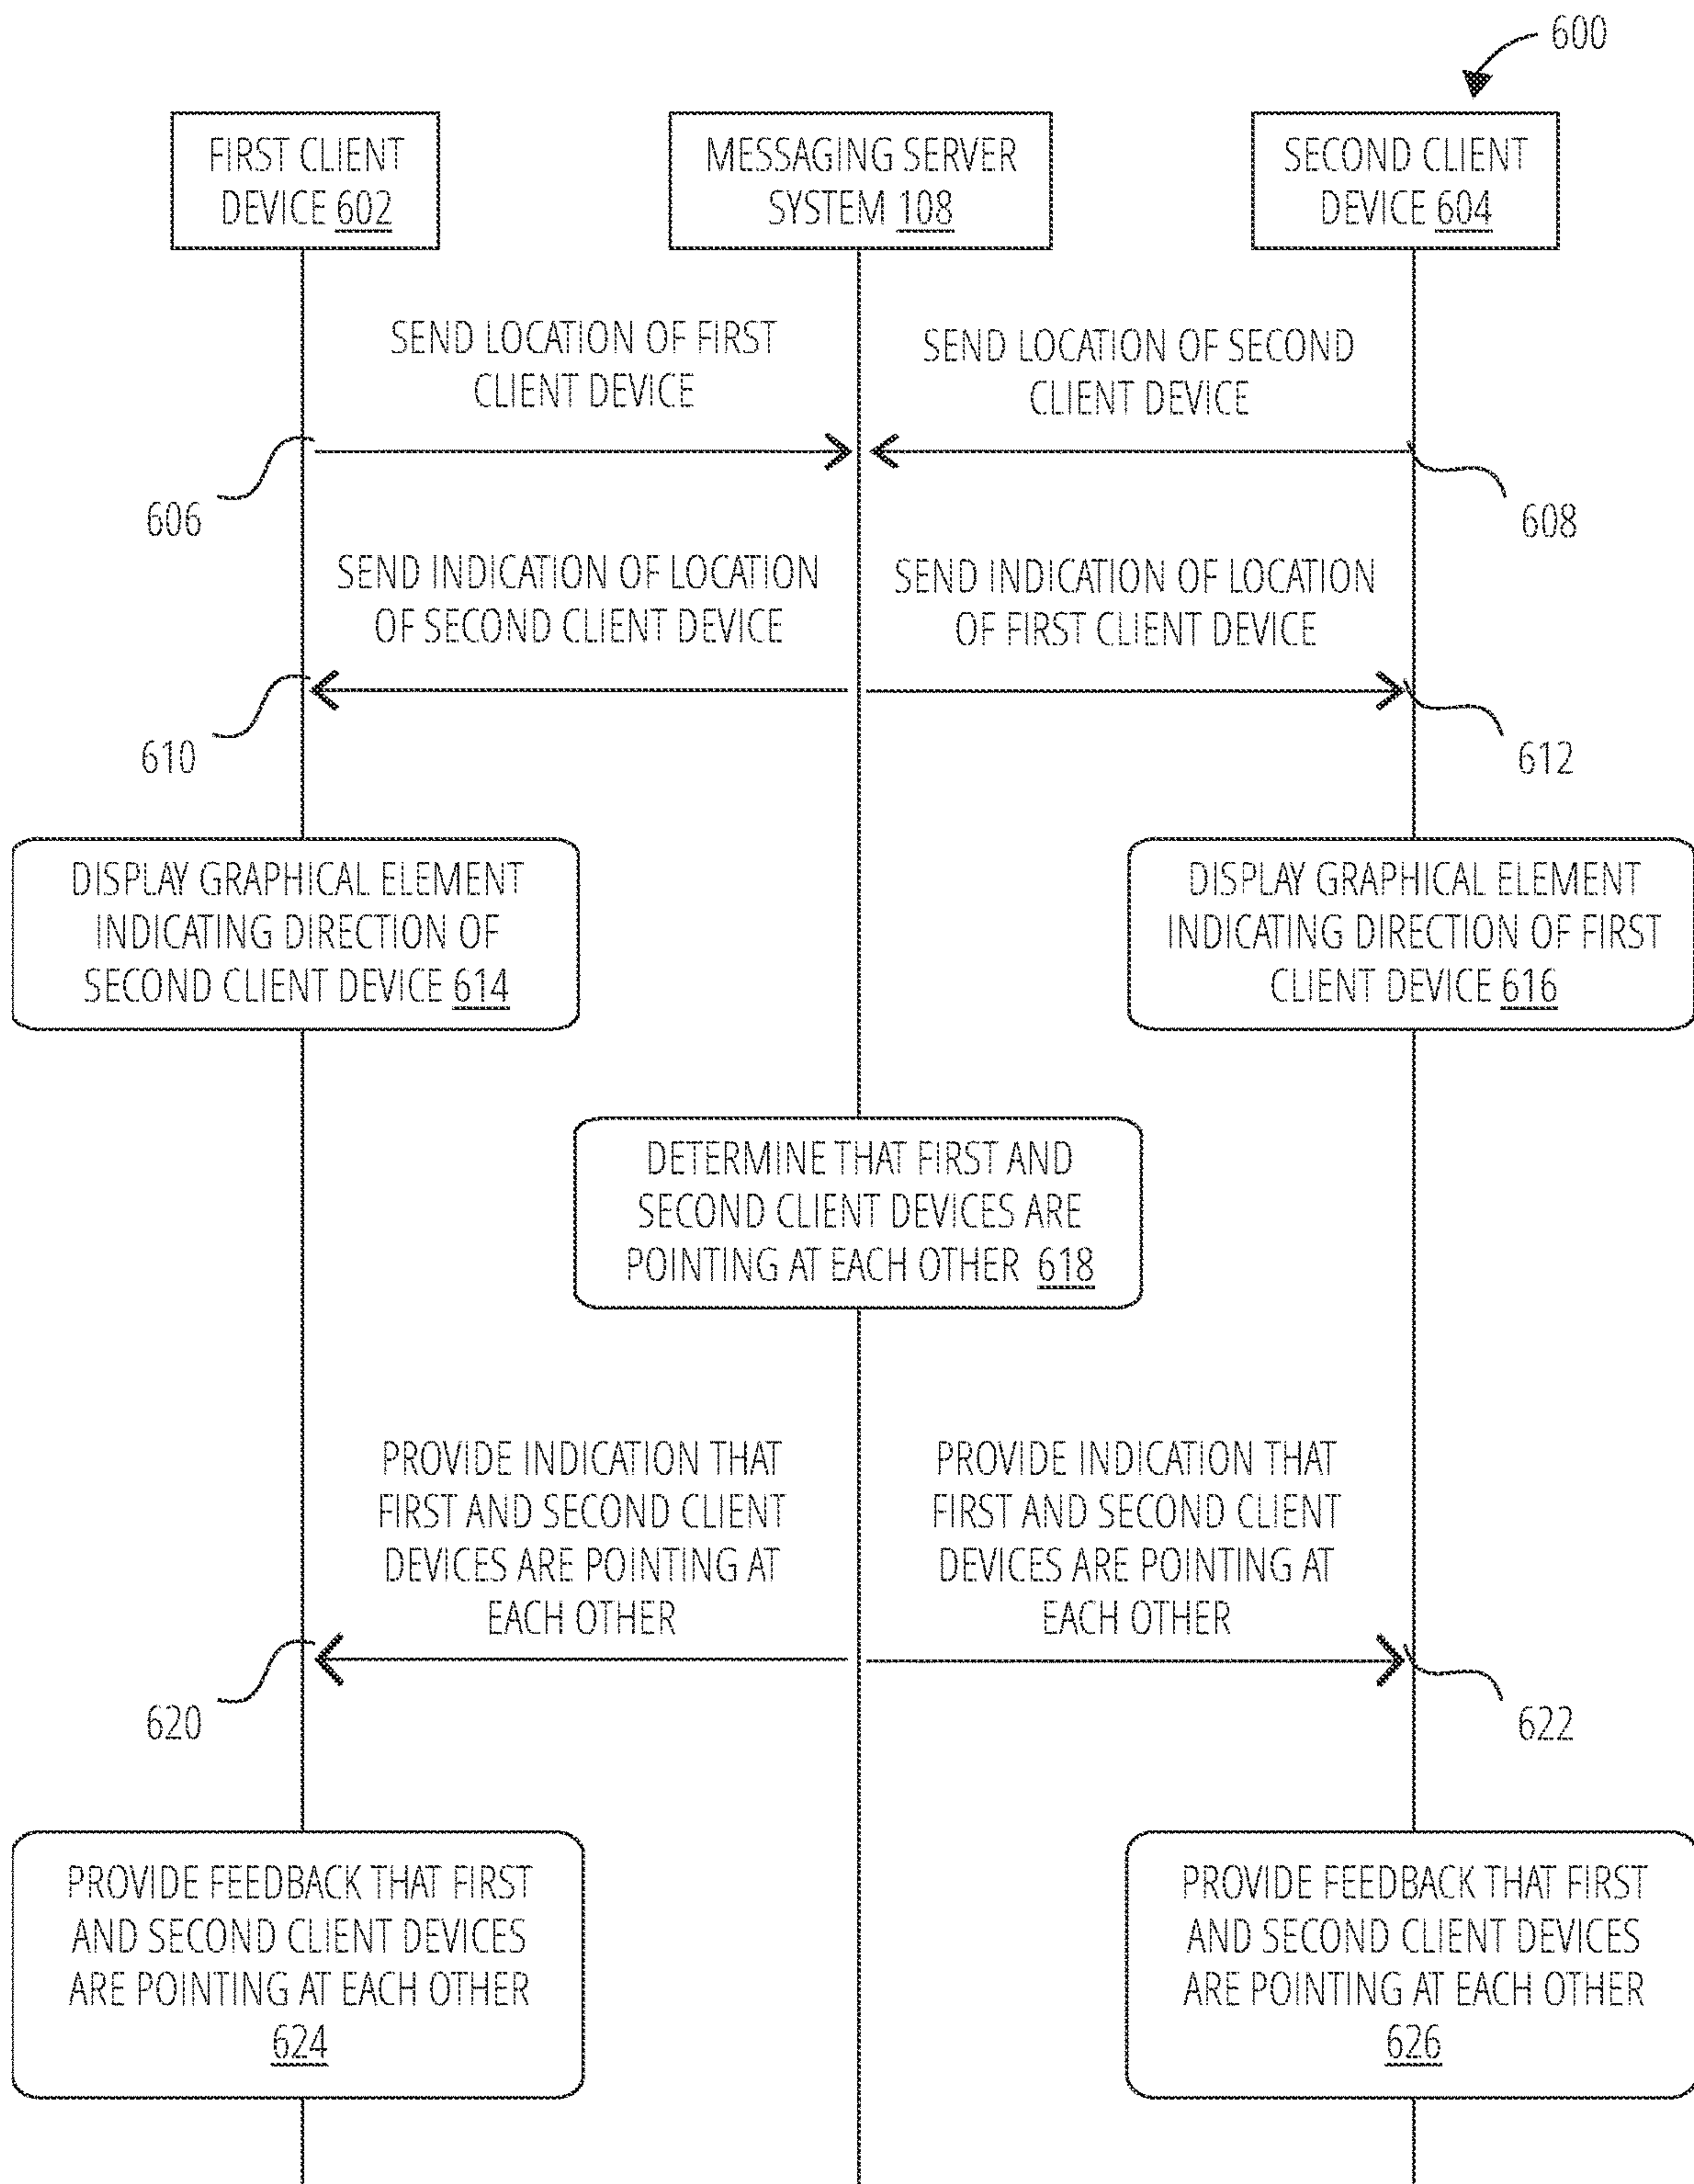 600
FIRST CLIENT
DEVICE 602
MESSAGING SERVER
SYSTEM 108
SECOND CLIENT
DEVICE 604
SEND LOCATION OF FIRST
CLIENT DEVICE
SEND LOCATION OF SECOND
CLIENT DEVICE
606
608
SEND INDICATION OF LOCATION
OF SECOND CLIENT DEVICE
SEND INDICATION OF LOCATION
OF FIRST CLIENT DEVICE
610
612
DISPLAY GRAPHICAL ELEMENT
INDICATING DIRECTION OF
SECOND CLIENT DEVICE 614
DISPLAY GRAPHICAL ELEMENT
INDICATING DIRECTION OF FIRST
CLIENT DEVICE 616
DETERMINE THAT FIRST AND
SECOND CLIENT DEVICES ARE
POINTING AT EACH OTHER 618
PROVIDE INDICATION THAT
FIRST AND SECOND CLIENT
DEVICES ARE POINTING AT
EACH OTHER
PROVIDE INDICATION THAT
FIRST AND SECOND CLIENT
DEVICES ARE POINTING AT
EACH OTHER
620
622
PROVIDE FEEDBACK THAT FIRST
AND SECOND CLIENT DEVICES
ARE POINTING AT EACH OTHER
624
PROVIDE FEEDBACK THAT FIRST
AND SECOND CLIENT DEVICES
ARE POINTING AT EACH OTHER
626